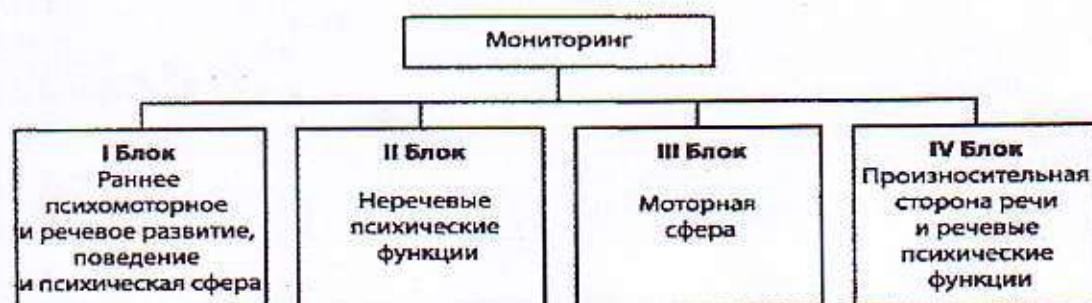 Мониторинг
I Блок
Раннее
психомоторное
и речевое развитие,
поведение
и психическая сфера
II Блок
Неречевые
психические
функции
III Блок
Моторная
сфера
IV Блок
Произносительная
сторона речи
и речевые
психические
функции